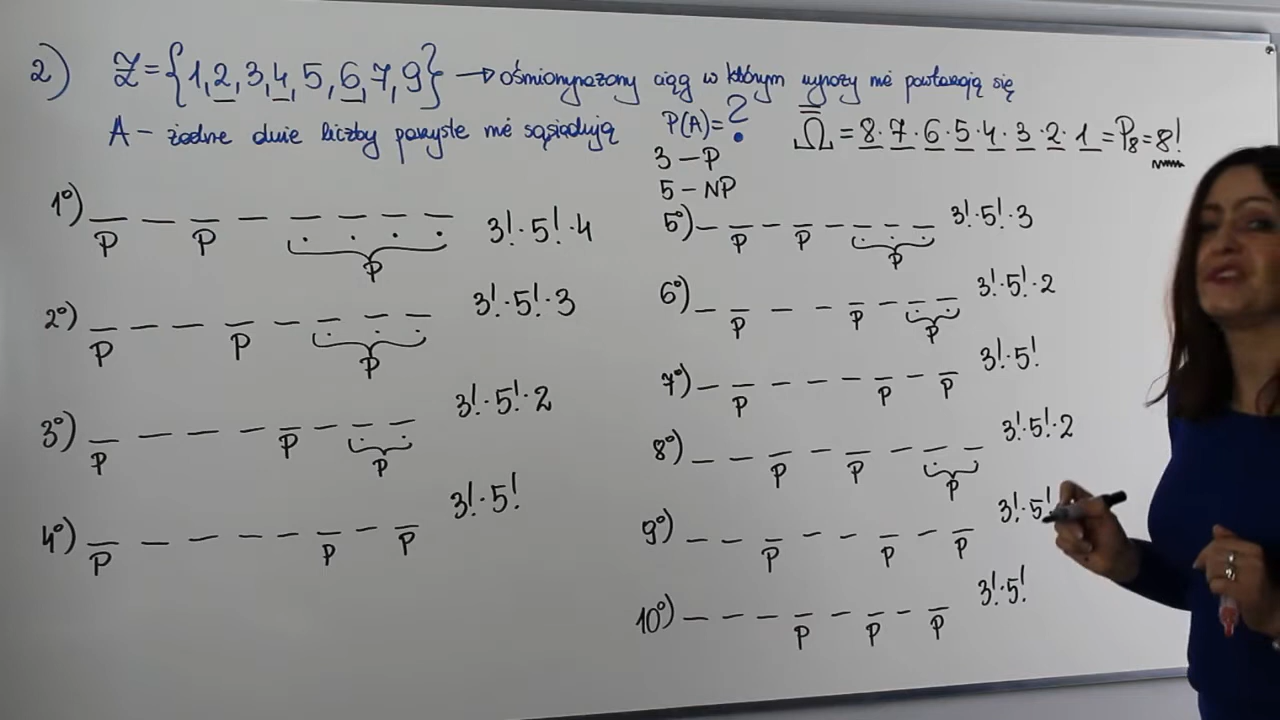 2) Z={1,2,3,4,5,6,7,9} → ośmiowyrazowy ciąg w którym wyrazy nie powtarzają się
A - żadne dwie liczby parzyste nie sąsiadują P(A)=? Ω̿=8·7·6·5·4·3·2·1=P₈=8!
3 - P
5 - NP
1°) _ _ _ _ _ _ _ _ 3!·5!·4
P P P
2°) _ _ _ _ _ _ _ _ 3!·5!·3
P P P
3°) _ _ _ _ _ _ _ _ 3!·5!·2
P P P
4°) _ _ _ _ _ _ _ _ 3!·5!
P P P
5°) _ _ _ _ _ _ _ 3!·5!·3
P P P
6°) _ _ _ _ _ _ _ _ 3!·5!·2
P P P
7°) _ _ _ _ _ _ _ _ 3!·5!
P P P
8°) _ _ _ _ _ _ _ _ 3!·5!·2
P P P
9°) _ _ _ _ _ _ _ _ 3!·5!
P P P
10°) _ _ _ _ _ _ _ _ 3!·5!
P P P